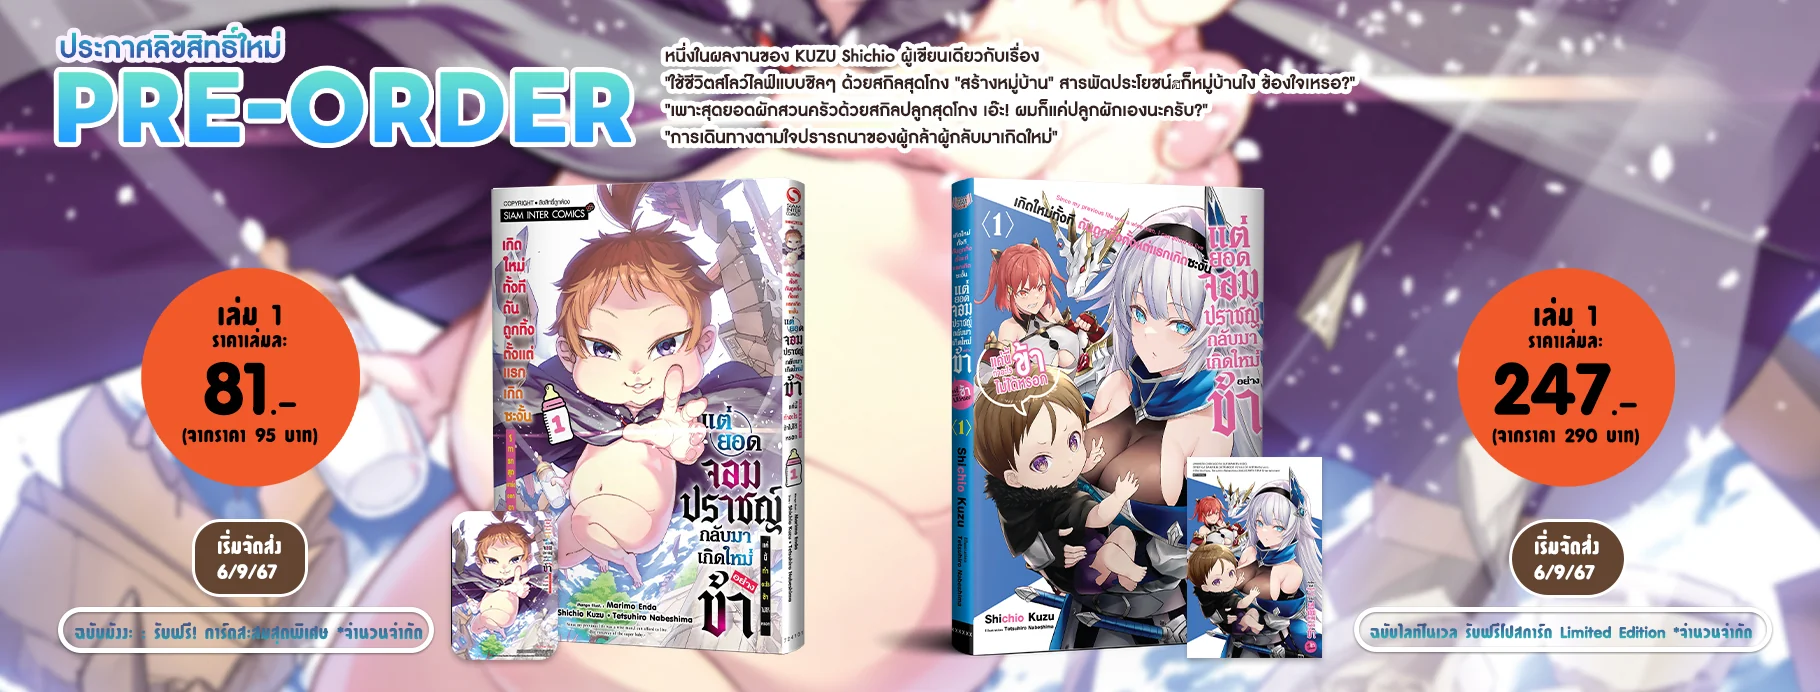 ประกาศลิขสิทธิ์ใหม่
PRE-ORDER
หนึ่งในผลงานของ KUZU Shichio ผู้เขียนเดียวกับเรื่อง
"ใช้ชีวิตสโลว์ไลฟ์แบบชิลๆ ด้วยสกิลสุดโกง "สร้างหมู่บ้าน" สารพัดประโยชน์ก็หมู่บ้านไง ข้องใจเหรอ?"
"เพาะสุดยอดผักสวนครัวด้วยสกิลปลูกสุดโกง เอ๊ะ! ผมก็แค่ปลูกผักเองนะครับ?"
"การเดินทางตามใจปรารถนาของผู้กล้าผู้กลับมาเกิดใหม่"
เล่ม 1
ราคาเล่มละ
81.-
(จากราคา 95 บาท)
เริ่มจัดส่ง
6/9/67
ฉบับมังงะ : รับฟรี! การ์ดสะสมสุดพิเศษ *จำนวนจำกัด
COPYRIGHT • ลิขสิทธิ์ถูกต้อง
SIAM INTER COMICS
เกิด
ใหม่
ทั้งที
ดัน
ถูกทิ้ง
ตั้งแต่
แรก
เกิด
ซะงั้น
1
แต่
ยอด
จอม
ปราชญ์
กลับมา
เกิดใหม่
อย่าง
ข้า
Marimo Endo
Shichio Kuzu • Tetsuhiro Nabeshima
SIAM
INTER
COMICS
1
〈1〉
Since my previous life was a
เกิดใหม่ทั้งที
ดันถูกทิ้งตั้งแต่แรกเกิดซะงั้น
แต่
ยอด
จอม
ปราชญ์
กลับมา
เกิดใหม่
อย่าง
ข้า
แค่นี้
ทำอะไร
ข้า
ไม่ได้หรอก
Shichio Kuzu
Tetsuhiro Nabeshima
〈1〉
Shichio Kuzu
Tetsuhiro Nabeshima
เล่ม 1
ราคาเล่มละ
247.-
(จากราคา 290 บาท)
เริ่มจัดส่ง
6/9/67
ฉบับไลท์โนเวล รับฟรีโปสการ์ด Limited Edition *จำนวนจำกัด